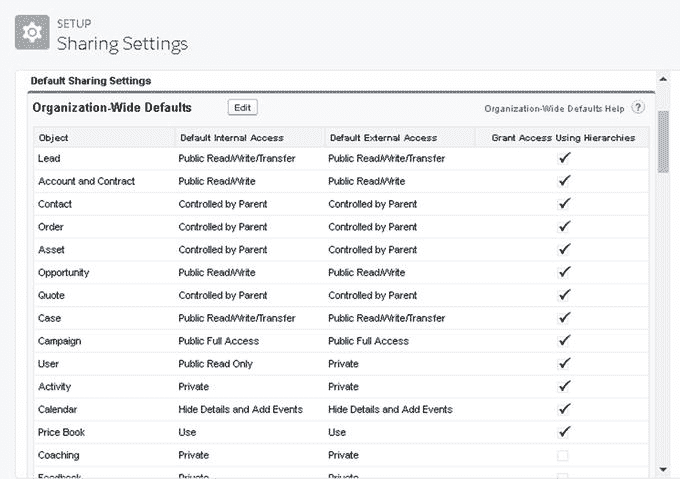 SETUP
Sharing Settings
Default Sharing Settings
Organization-Wide Defaults Edit Organization-Wide Defaults Help ?
Object Default Internal Access Default External Access Grant Access Using Hierarchies
Lead Public Read/Write/Transfer Public Read/Write/Transfer ✓
Account and Contract Public Read/Write Public Read/Write ✓
Contact Controlled by Parent Controlled by Parent ✓
Order Controlled by Parent Controlled by Parent ✓
Asset Controlled by Parent Controlled by Parent ✓
Opportunity Public Read/Write Public Read/Write ✓
Quote Controlled by Parent Controlled by Parent ✓
Case Public Read/Write/Transfer Public Read/Write/Transfer ✓
Campaign Public Full Access Public Full Access ✓
User Public Read Only Private ✓
Activity Private Private ✓
Calendar Hide Details and Add Events Hide Details and Add Events ✓
Price Book Use Use ✓
Coaching Private Private
Feedback Private Private